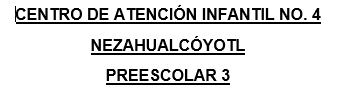 CENTRO DE ATENCIÓN INFANTIL NO. 4
NEZAHUALCÓYOTL
PREESCOLAR 3